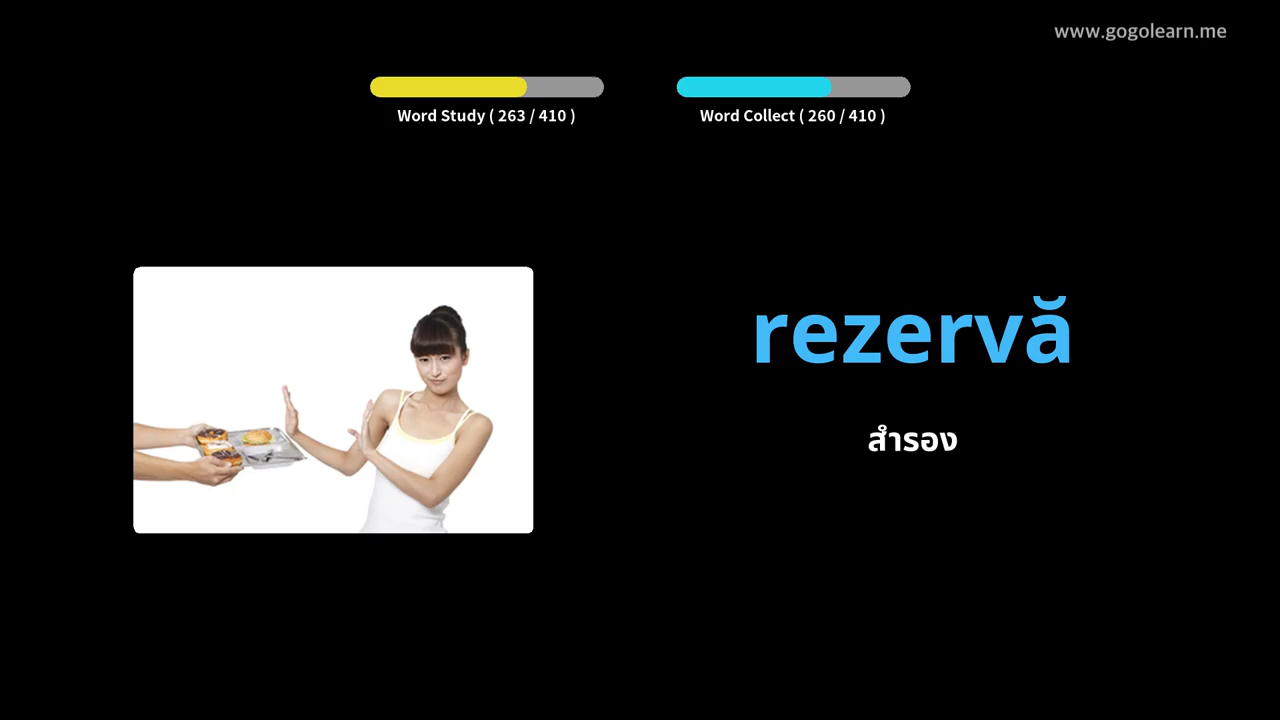 www.gogolearn.me
Word Study ( 263 / 410 )
Word Collect ( 260 / 410 )
rezervă
สำรอง